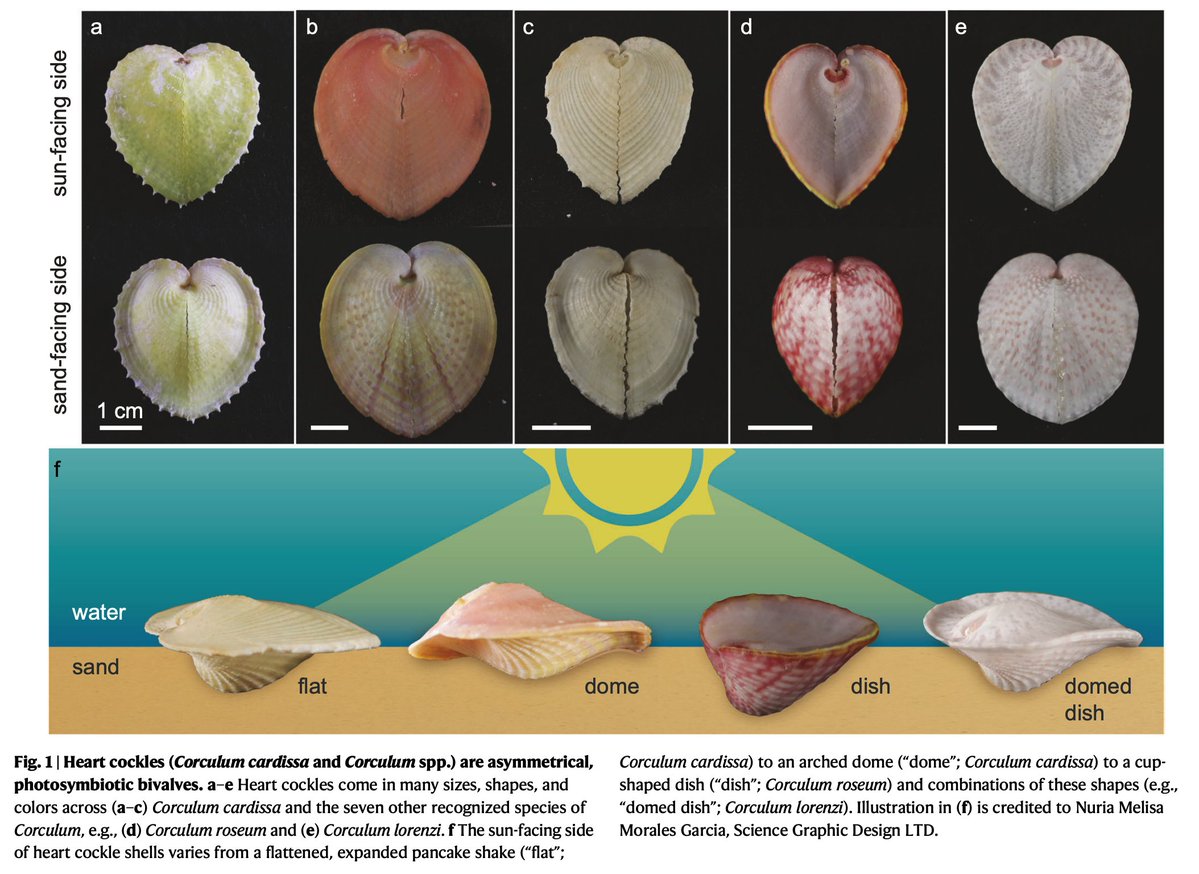 a
b
c
d
e
sun-facing side
sand-facing side
1 cm
f
water
sand
flat
dome
dish
domed
dish
Fig. 1 | Heart cockles (Corculum cardissa and Corculum spp.) are asymmetrical,
photosymbiotic bivalves. a–e Heart cockles come in many sizes, shapes, and
colors across (a–c) Corculum cardissa and the seven other recognized species of
Corculum, e.g., (d) Corculum roseum and (e) Corculum lorenzi. f The sun-facing side
of heart cockle shells varies from a flattened, expanded pancake shake (“flat”;
Corculum cardissa) to an arched dome (“dome”; Corculum cardissa) to a cup-
shaped dish (“dish”; Corculum roseum) and combinations of these shapes (e.g.,
“domed dish”; Corculum lorenzi). Illustration in (f) is credited to Nuria Melisa
Morales Garcia, Science Graphic Design LTD.